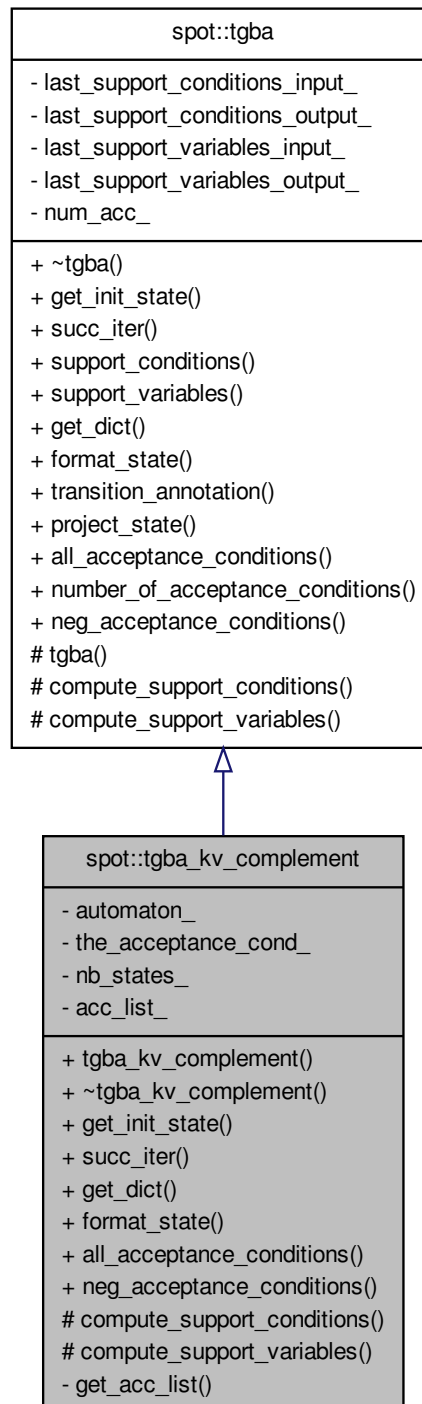 spot::tgba
- last_support_conditions_input_
- last_support_conditions_output_
- last_support_variables_input_
- last_support_variables_output_
- num_acc_
+ ~tgba()
+ get_init_state()
+ succ_iter()
+ support_conditions()
+ support_variables()
+ get_dict()
+ format_state()
+ transition_annotation()
+ project_state()
+ all_acceptance_conditions()
+ number_of_acceptance_conditions()
+ neg_acceptance_conditions()
# tgba()
# compute_support_conditions()
# compute_support_variables()
spot::tgba_kv_complement
- automaton_
- the_acceptance_cond_
- nb_states_
- acc_list_
+ tgba_kv_complement()
+ ~tgba_kv_complement()
+ get_init_state()
+ succ_iter()
+ get_dict()
+ format_state()
+ all_acceptance_conditions()
+ neg_acceptance_conditions()
# compute_support_conditions()
# compute_support_variables()
- get_acc_list()